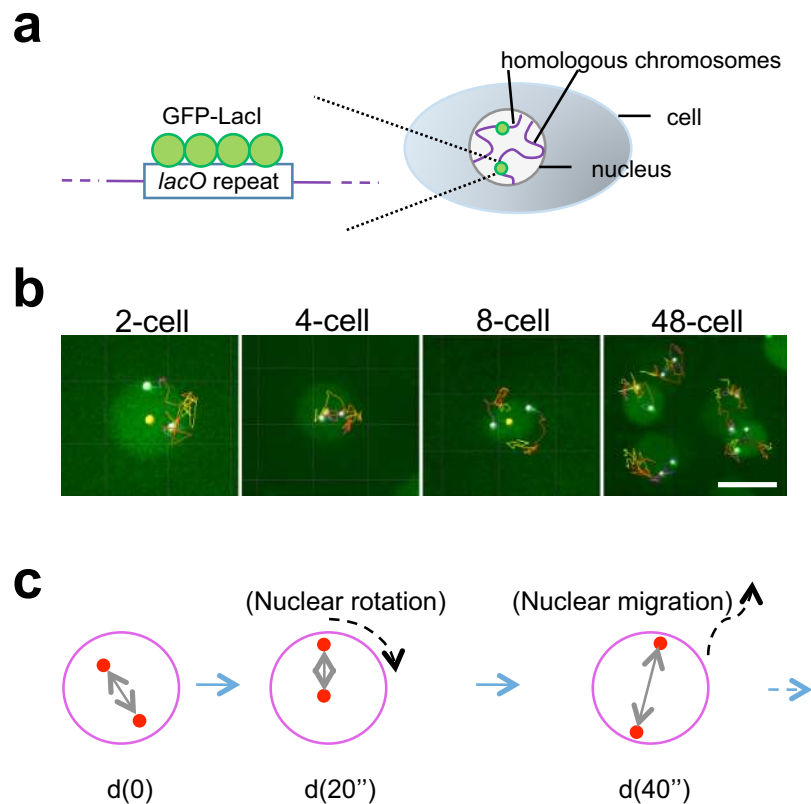 a
homologous chromosomes
GFP-LacI
cell
lacO repeat
nucleus
b
2-cell
4-cell
8-cell
48-cell
c
(Nuclear rotation)
(Nuclear migration)
d(0)
d(20”)
d(40”)